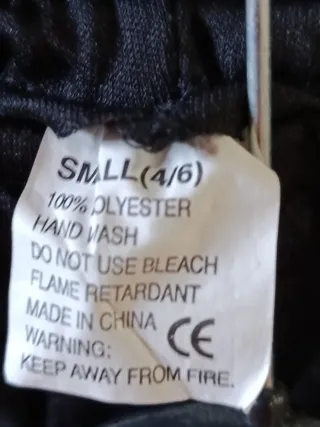 SMALL (4/6)
100% POLYESTER
HAND WASH
DO NOT USE BLEACH
FLAME RETARDANT
MADE IN CHINA CE
WARNING:
KEEP AWAY FROM FIRE.